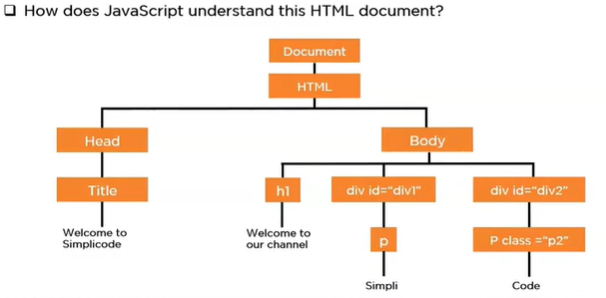 ❑ How does JavaScript understand this HTML document?
Document
HTML
Head
Body
Title
h1
div id="div1"
div id="div2"
Welcome to
Simplicode
Welcome to
our channel
p
P class ="p2"
Simpli
Code